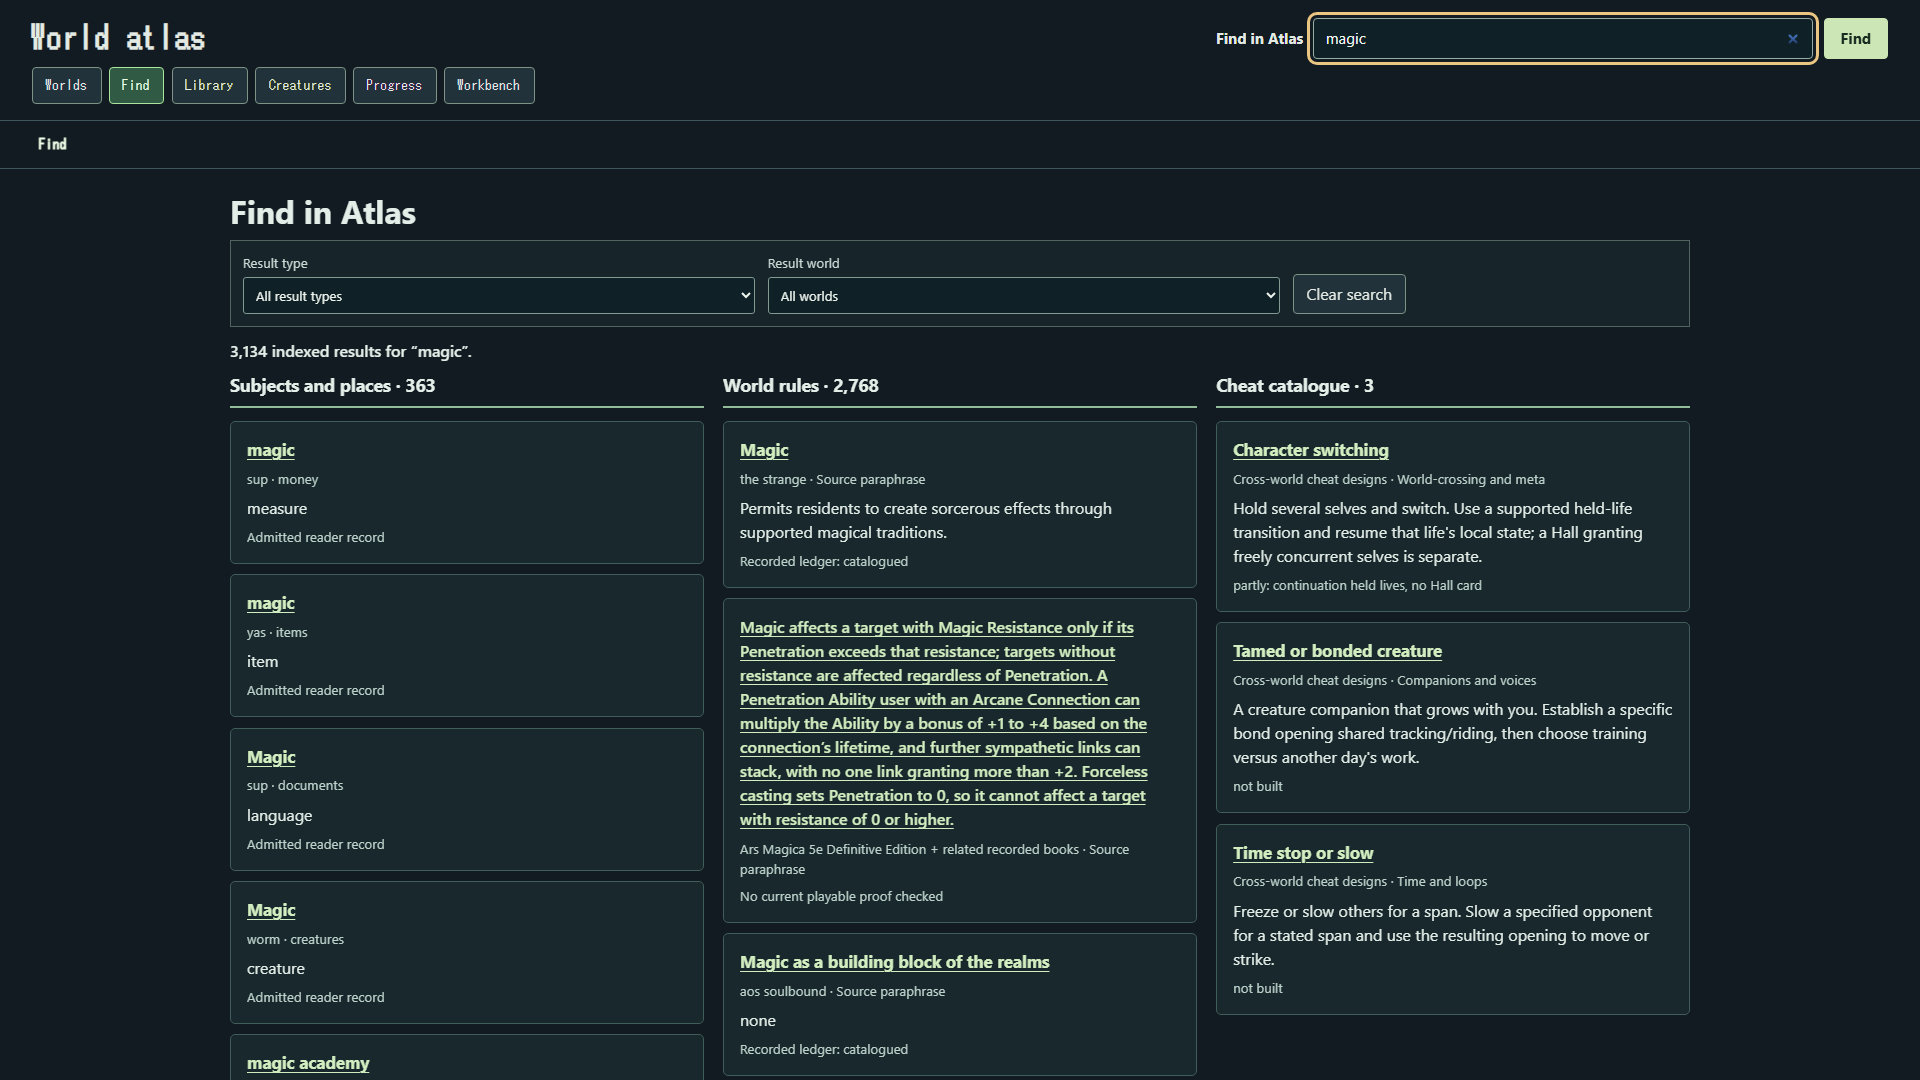 World atlas
Find in Atlas
magic
Find
Worlds
Find
Library
Creatures
Progress
Workbench
Find
Find in Atlas
Result type
Result world
All result types
All worlds
Clear search
3,134 indexed results for “magic”.
Subjects and places · 363
magic
sup · money
measure
Admitted reader record
magic
yas · items
item
Admitted reader record
Magic
sup · documents
language
Admitted reader record
Magic
worm · creatures
creature
Admitted reader record
magic academy
World rules · 2,768
Magic
the strange · Source paraphrase
Permits residents to create sorcerous effects through
supported magical traditions.
Recorded ledger: catalogued
Magic affects a target with Magic Resistance only if its
Penetration exceeds that resistance; targets without
resistance are affected regardless of Penetration. A
Penetration Ability user with an Arcane Connection can
multiply the Ability by a bonus of +1 to +4 based on the
connection’s lifetime, and further sympathetic links can
stack, with no one link granting more than +2. Forceless
casting sets Penetration to 0, so it cannot affect a target
with resistance of 0 or higher.
Ars Magica 5e Definitive Edition + related recorded books · Source
paraphrase
No current playable proof checked
Magic as a building block of the realms
aos soulbound · Source paraphrase
none
Recorded ledger: catalogued
Cheat catalogue · 3
Character switching
Cross-world cheat designs · World-crossing and meta
Hold several selves and switch. Use a supported held-life
transition and resume that life's local state; a Hall granting
freely concurrent selves is separate.
partly: continuation held lives, no Hall card
Tamed or bonded creature
Cross-world cheat designs · Companions and voices
A creature companion that grows with you. Establish a specific
bond opening shared tracking/riding, then choose training
versus another day's work.
not built
Time stop or slow
Cross-world cheat designs · Time and loops
Freeze or slow others for a span. Slow a specified opponent
for a stated span and use the resulting opening to move or
strike.
not built